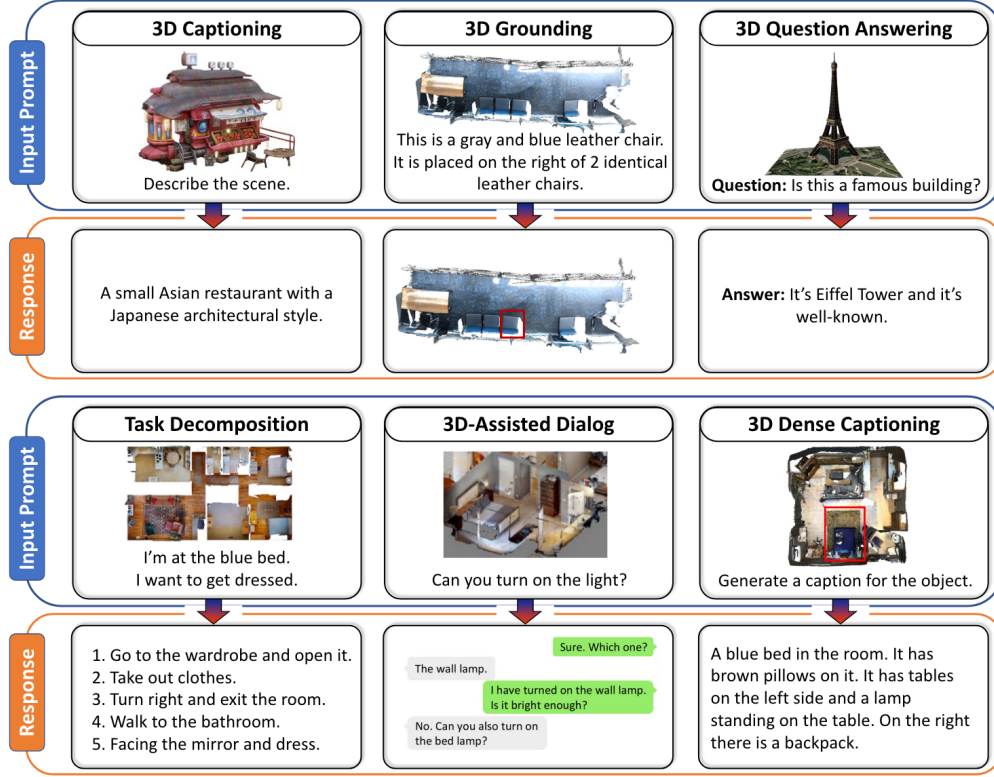 3D Captioning
3D Grounding
3D Question Answering
Input Prompt
Describe the scene.
This is a gray and blue leather chair.
It is placed on the right of 2 identical
leather chairs.
Question: Is this a famous building?
Response
A small Asian restaurant with a
Japanese architectural style.
Answer: It's Eiffel Tower and it's
well-known.
Task Decomposition
3D-Assisted Dialog
3D Dense Captioning
Input Prompt
I'm at the blue bed.
I want to get dressed.
Can you turn on the light?
Generate a caption for the object.
Response
1. Go to the wardrobe and open it.
2. Take out clothes.
3. Turn right and exit the room.
4. Walk to the bathroom.
5. Facing the mirror and dress.
Sure. Which one?
The wall lamp.
I have turned on the wall lamp.
Is it bright enough?
No. Can you also turn on
the bed lamp?
A blue bed in the room. It has
brown pillows on it. It has tables
on the left side and a lamp
standing on the table. On the right
there is a backpack.